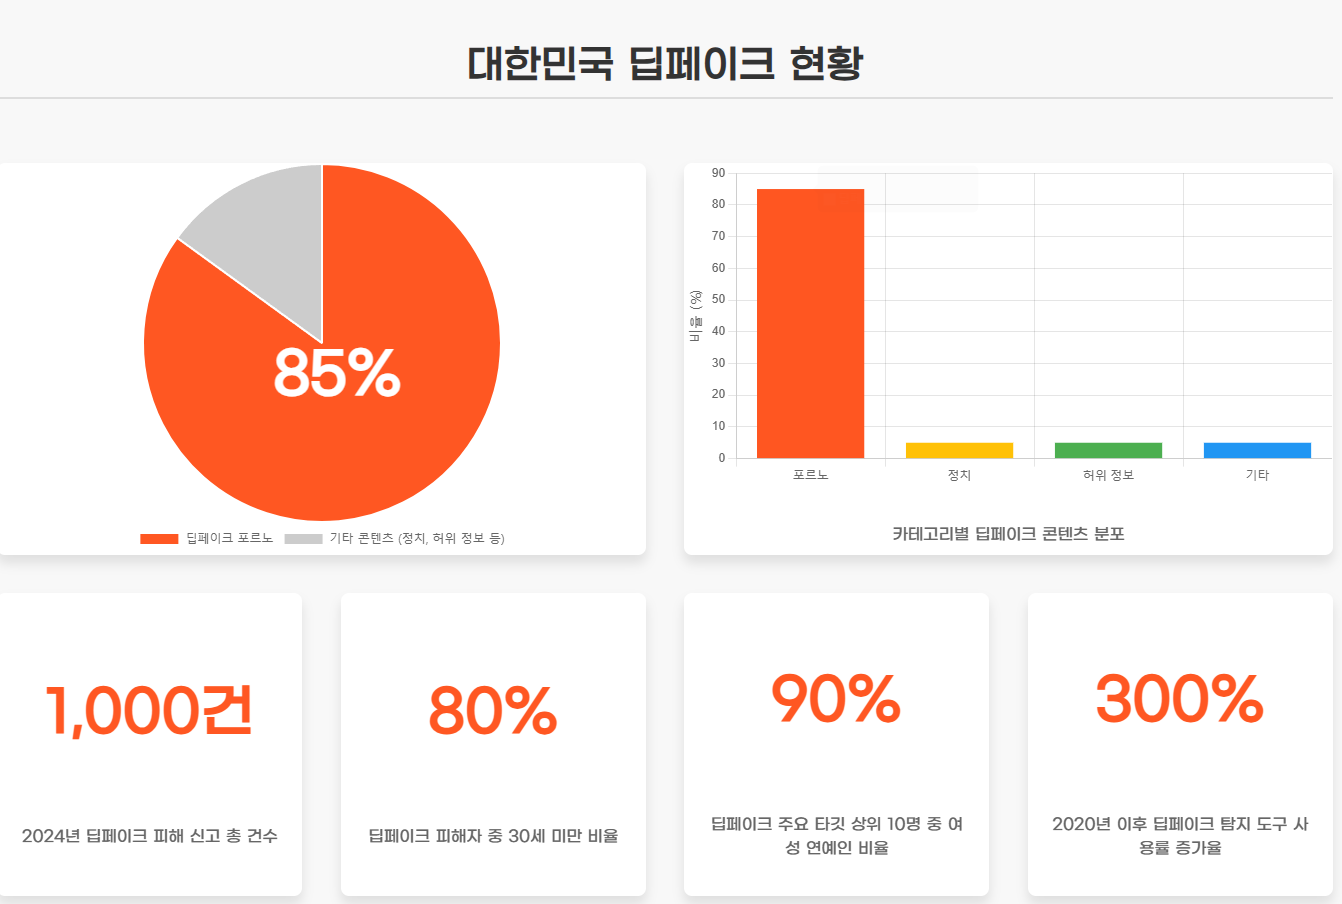 대한민국 딥페이크 현황
85%
딥페이크 포르노
기타 콘텐츠 (정치, 허위 정보 등)
비율 (%)
90
80
70
60
50
40
30
20
10
0
포르노
정치
허위 정보
기타
카테고리별 딥페이크 콘텐츠 분포
1,000건
2024년 딥페이크 피해 신고 총 건수
80%
딥페이크 피해자 중 30세 미만 비율
90%
딥페이크 주요 타깃 상위 10명 중 여
성 연예인 비율
300%
2020년 이후 딥페이크 탐지 도구 사
용률 증가율